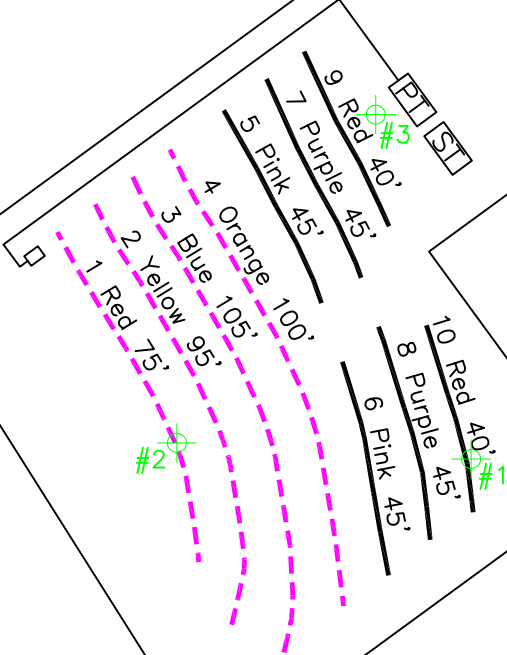 1 Red 75'
2 Yellow 95'
3 Blue 105'
4 Orange 100'
5 Pink 45'
7 Purple 45'
9 Red 40'
PT
ST
#3
6 Pink 45'
8 Purple 45'
10 Red 40'
#2
#1